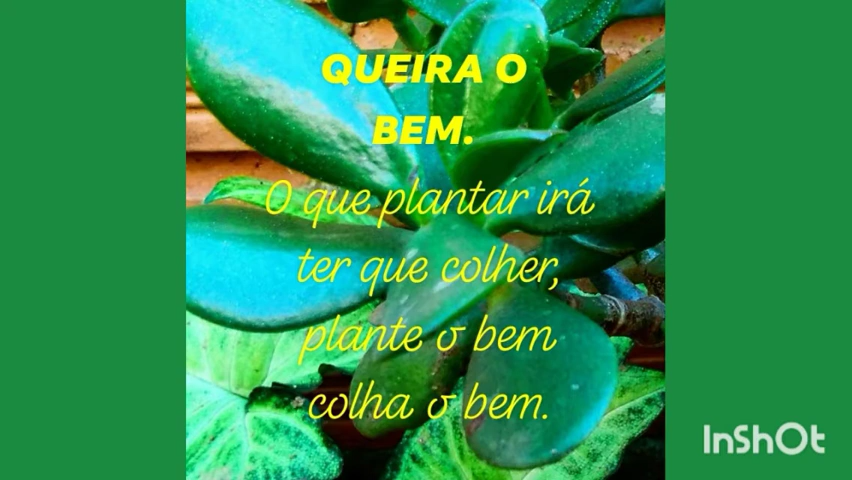 QUEIRA O
BEM.
O que plantar irá
ter que colher,
plante o bem
colha o bem.
InShOt